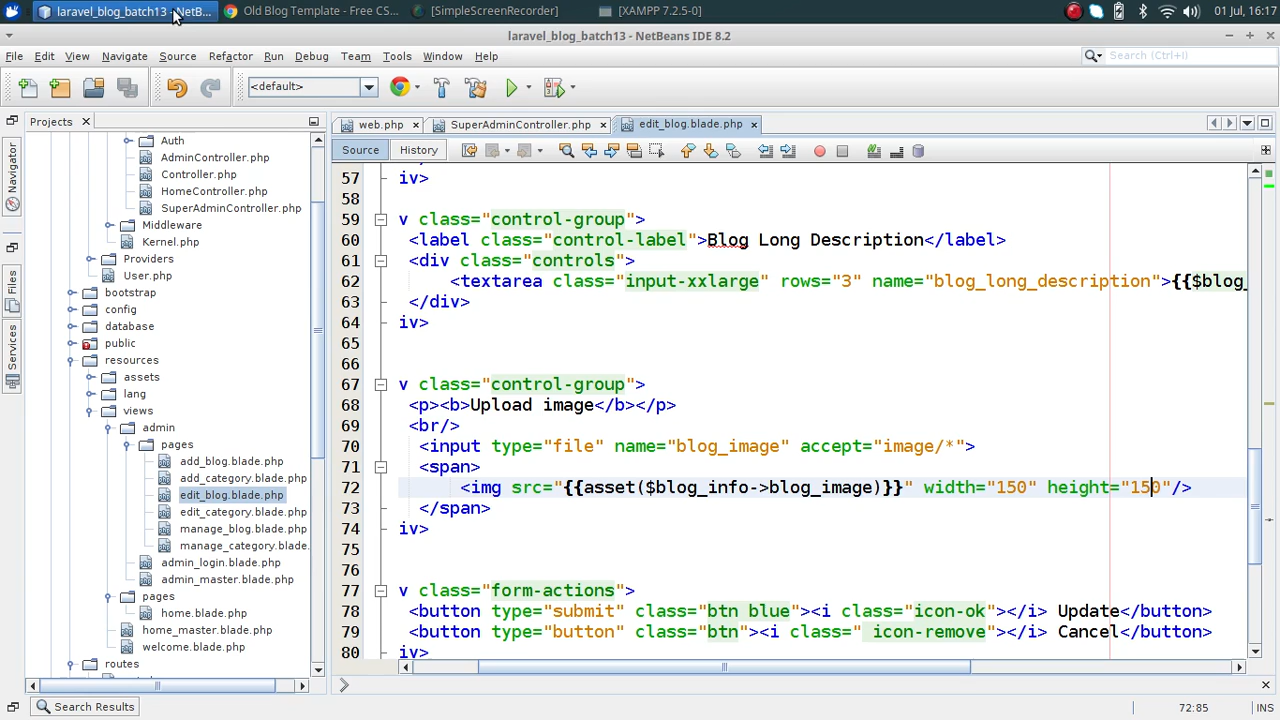 laravel_blog_batch13 - NetB...
Old Blog Template - Free CS...
[SimpleScreenRecorder]
[XAMPP 7.2.5-0]
01 Jul, 16:17
laravel_blog_batch13 - NetBeans IDE 8.2
File Edit View Navigate Source Refactor Run Debug Team Tools Window Help
Search (Ctrl+I)
<default>
Projects
web.php
SuperAdminController.php
edit_blog.blade.php
Source
History
Navigator
Files
Services
Auth
AdminController.php
Controller.php
HomeController.php
SuperAdminController.php
Middleware
Kernel.php
Providers
User.php
bootstrap
config
database
public
resources
assets
lang
views
admin
pages
add_blog.blade.php
add_category.blade.php
edit_blog.blade.php
edit_category.blade.php
manage_blog.blade.php
manage_category.blade.
admin_login.blade.php
admin_master.blade.php
pages
home.blade.php
home_master.blade.php
welcome.blade.php
routes
57 iv>
58
59 v class="control-group">
60 <label class="control-label">Blog Long Description</label>
61 <div class="controls">
62 <textarea class="input-xxlarge" rows="3" name="blog_long_description">{{$blog_
63 </div>
64 iv>
65
66
67 v class="control-group">
68 <p><b>Upload image</b></p>
69 <br/>
70 <input type="file" name="blog_image" accept="image/*">
71 <span>
72 <img src="{{asset($blog_info->blog_image)}}" width="150" height="150"/>
73 </span>
74 iv>
75
76
77 v class="form-actions">
78 <button type="submit" class="btn blue"><i class="icon-ok"></i> Update</button>
79 <button type="button" class="btn"><i class=" icon-remove"></i> Cancel</button>
80 iv>
Search Results
72:85
INS